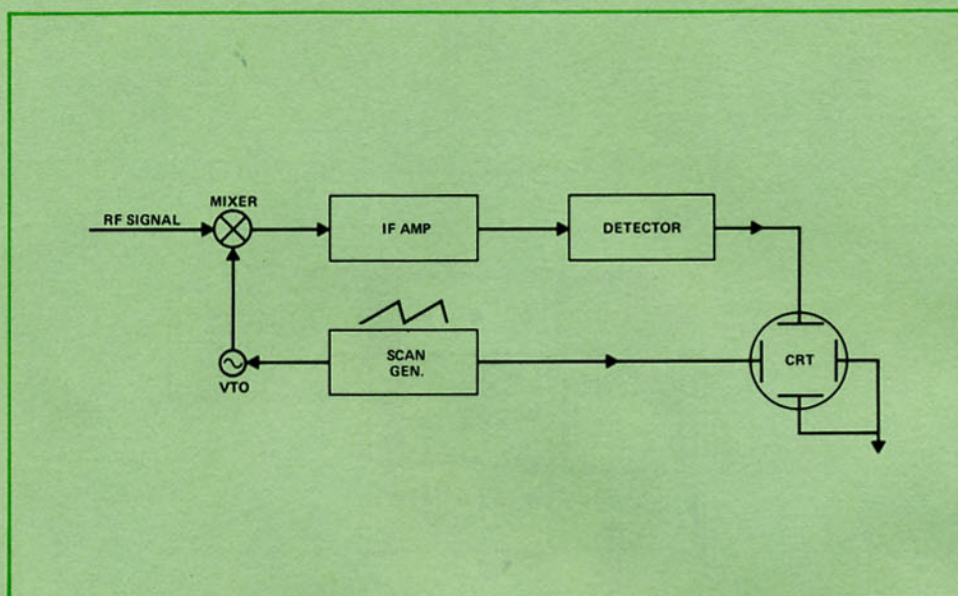 MIXER
RF SIGNAL
IF AMP
DETECTOR
SCAN
GEN.
CRT
VTO